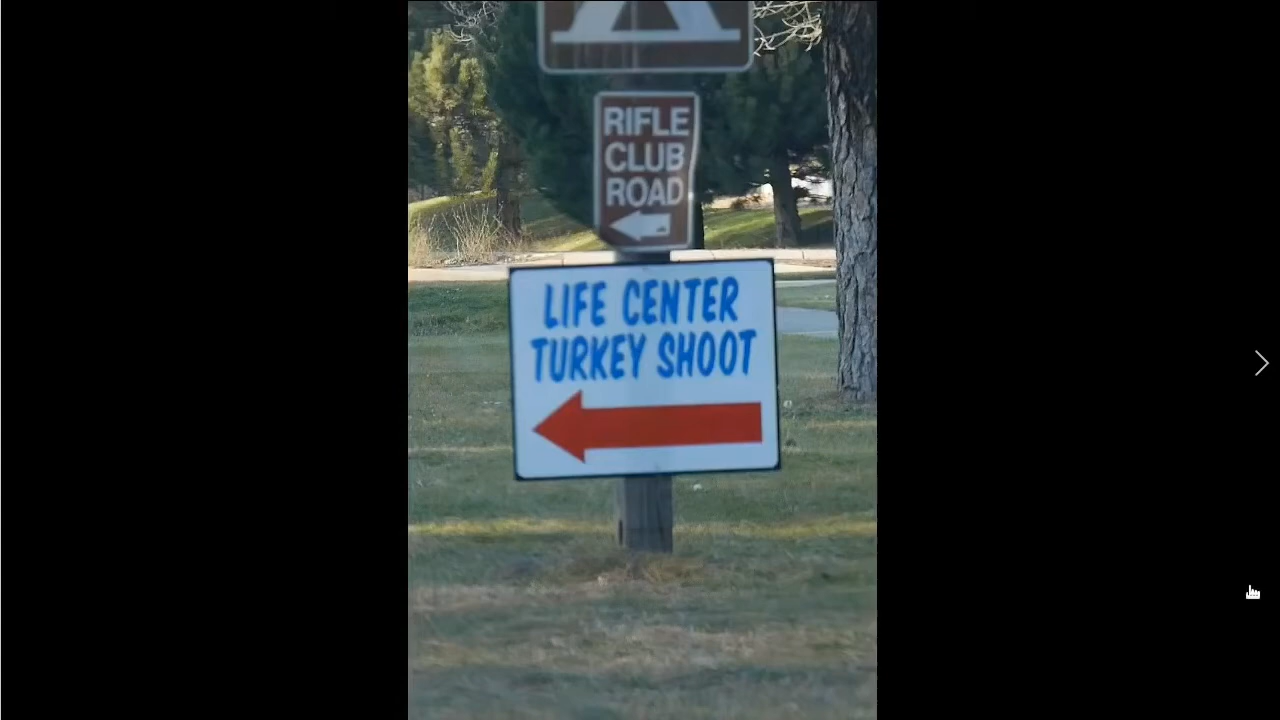 RIFLE
CLUB
ROAD
LIFE CENTER
TURKEY SHOOT